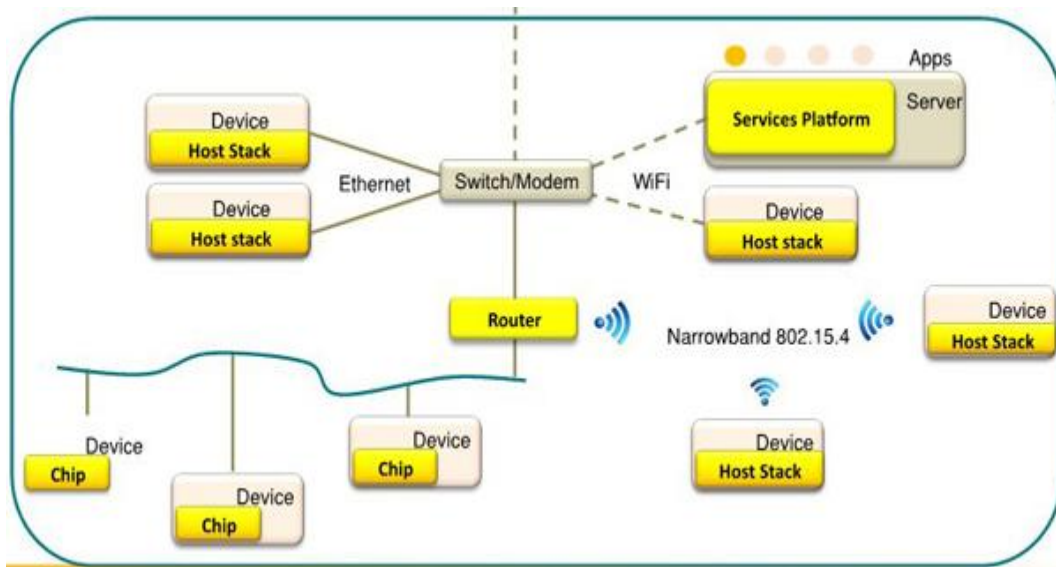 Apps
Server
Services Platform
Device
Host Stack
Ethernet
Switch/Modem
WiFi
Device
Host stack
Device
Host stack
Router
Narrowband 802.15.4
Device
Host Stack
Device
Chip
Device
Chip
Device
Chip
Device
Host Stack